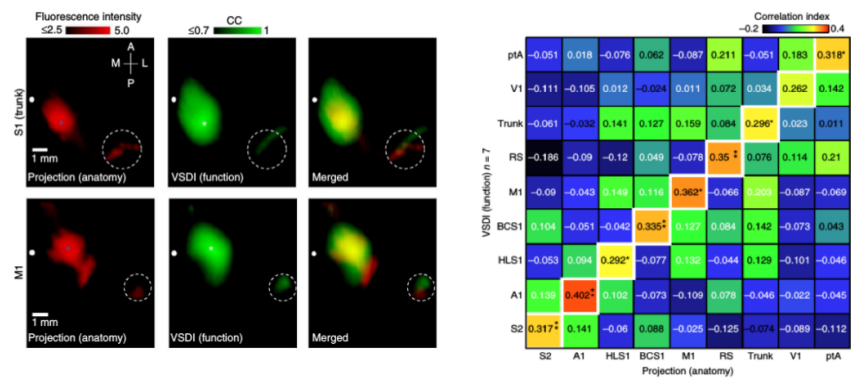 Fluorescence intensity
≤2.5 5.0
CC
≤0.7 1
A
M L
P
S1 (trunk)
1 mm
Projection (anatomy)
VSDI (function)
Merged
M1
1 mm
Projection (anatomy)
VSDI (function)
Merged
Correlation index
−0.2 0.4
VSDI (function) n = 7
ptA −0.051 0.018 −0.076 0.062 −0.087 0.211 −0.051 0.183 0.318*
V1 −0.111 −0.105 0.012 −0.024 0.011 0.072 0.034 0.262 0.142
Trunk −0.061 −0.032 0.141 0.127 0.159 0.084 0.296* 0.023 0.011
RS −0.186 −0.09 −0.12 0.049 −0.078 0.35** 0.076 0.114 0.21
M1 −0.09 −0.043 0.149 0.116 0.362* −0.066 0.203 −0.087 −0.069
BCS1 0.104 −0.051 −0.042 0.335** 0.127 0.084 0.142 −0.073 0.043
HLS1 −0.053 0.094 0.292* −0.077 0.132 −0.044 0.129 −0.101 −0.046
A1 0.139 0.402** 0.102 −0.073 −0.109 0.078 −0.046 −0.022 −0.045
S2 0.317** 0.141 −0.06 0.088 −0.025 −0.125 −0.074 −0.089 −0.112
S2 A1 HLS1 BCS1 M1 RS Trunk V1 ptA
Projection (anatomy)